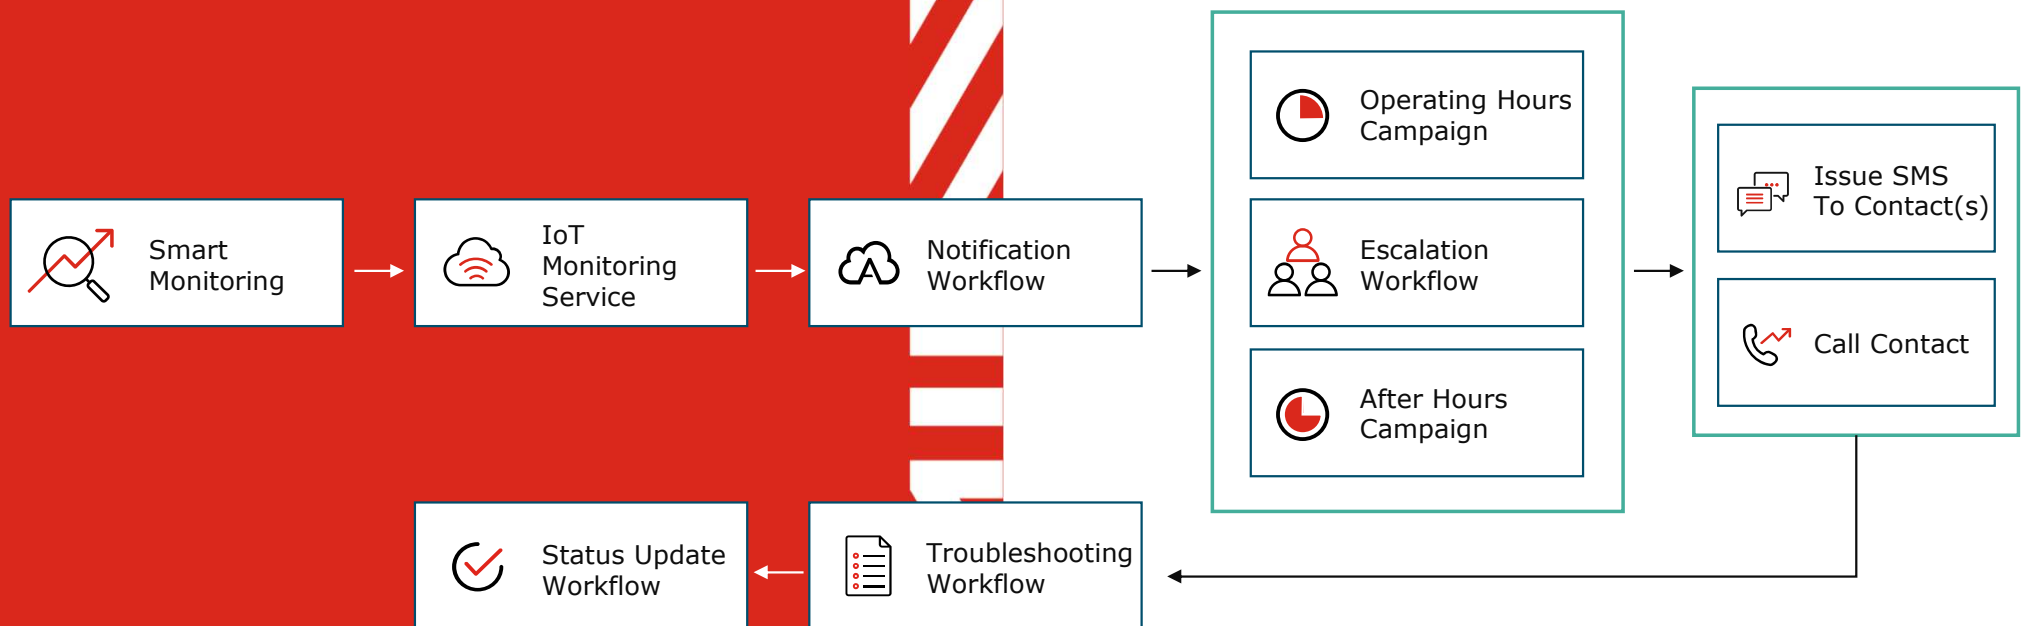 Smart
Monitoring
IoT
Monitoring
Service
Notification
Workflow
Operating Hours
Campaign
Escalation
Workflow
After Hours
Campaign
Issue SMS
To Contact(s)
Call Contact
Troubleshooting
Workflow
Status Update
Workflow